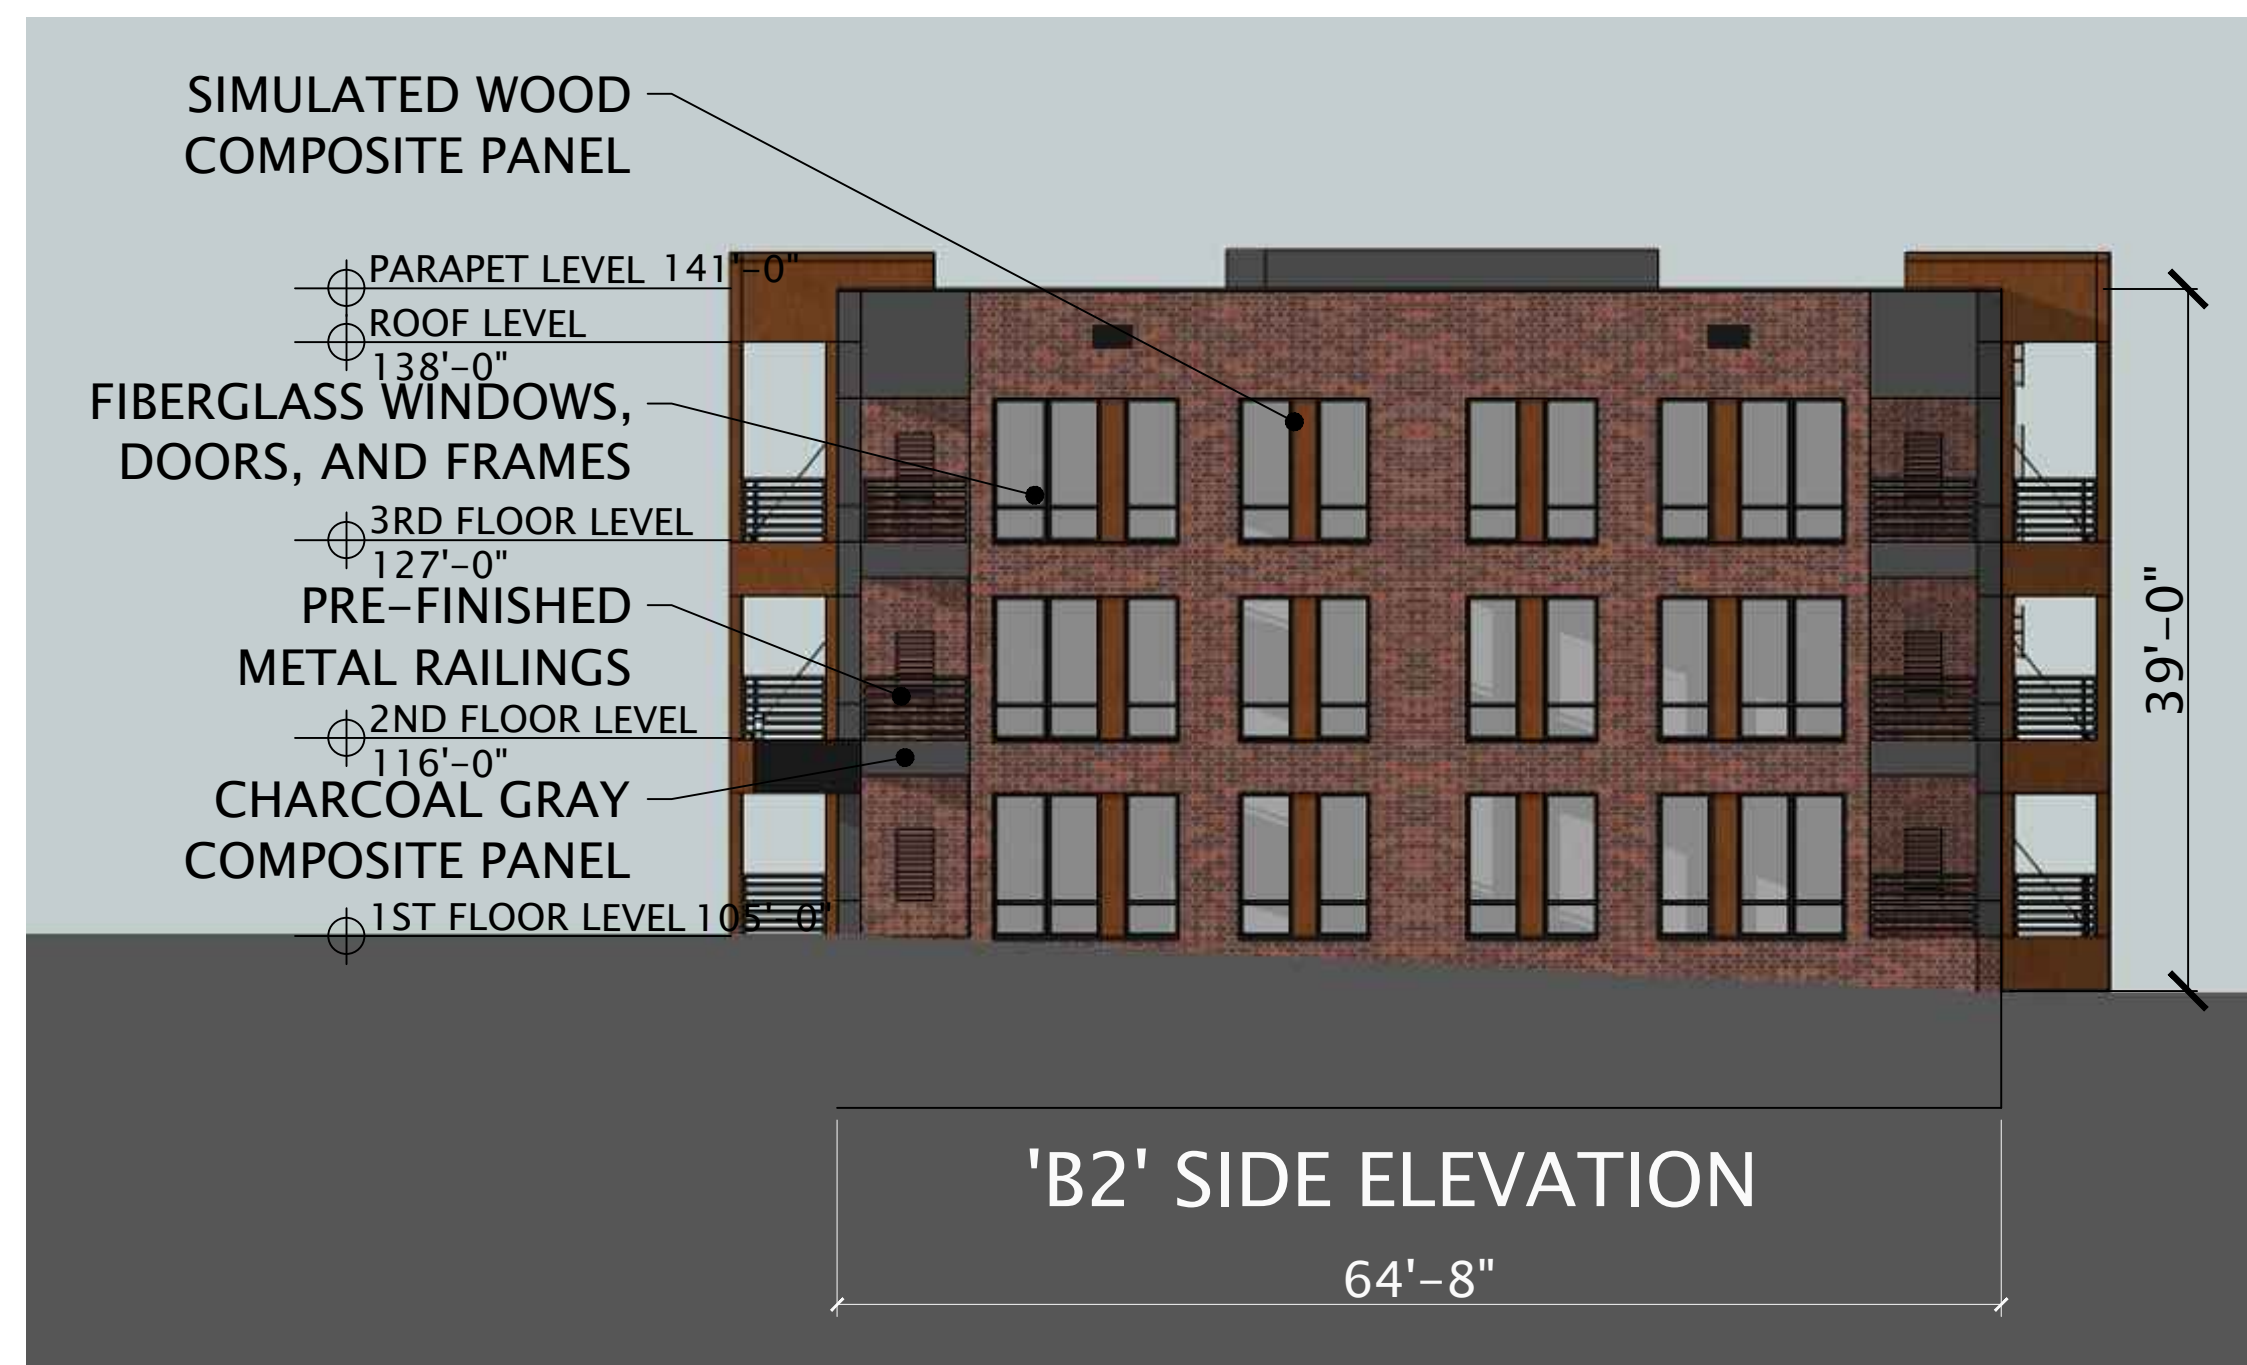 SIMULATED WOOD
COMPOSITE PANEL
PARAPET LEVEL 141'-0"
ROOF LEVEL
138'-0"
FIBERGLASS WINDOWS,
DOORS, AND FRAMES
3RD FLOOR LEVEL
127'-0"
PRE-FINISHED
METAL RAILINGS
2ND FLOOR LEVEL
116'-0"
CHARCOAL GRAY
COMPOSITE PANEL
1ST FLOOR LEVEL 105'-0"
39'-0"
'B2' SIDE ELEVATION
64'-8"